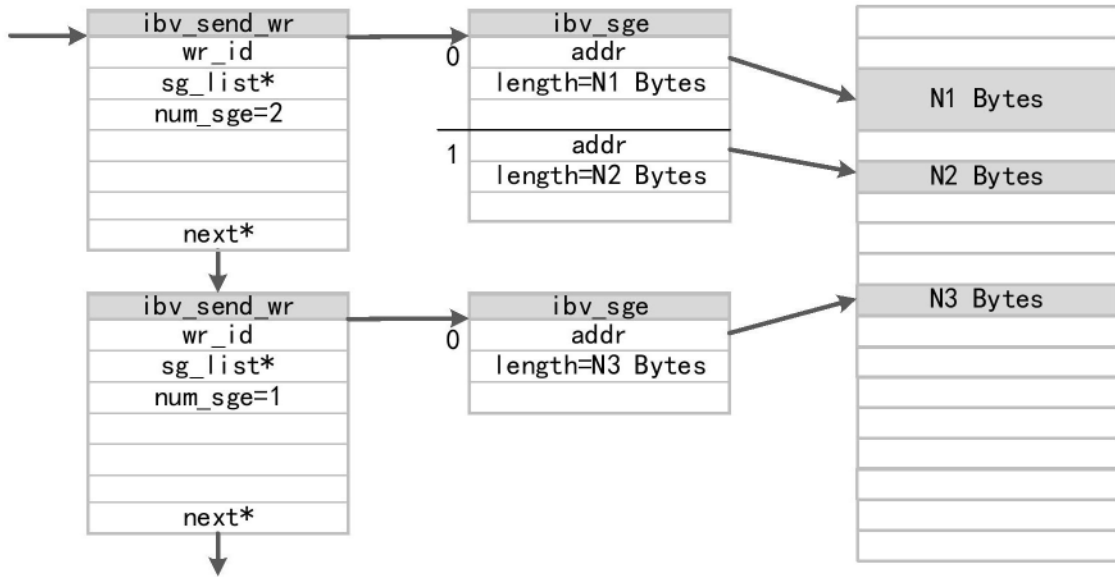 ibv_send_wr
wr_id
sg_list*
num_sge=2
next*
ibv_sge
0
addr
length=N1 Bytes
1
addr
length=N2 Bytes
N1 Bytes
N2 Bytes
N3 Bytes
ibv_send_wr
wr_id
sg_list*
num_sge=1
next*
ibv_sge
0
addr
length=N3 Bytes